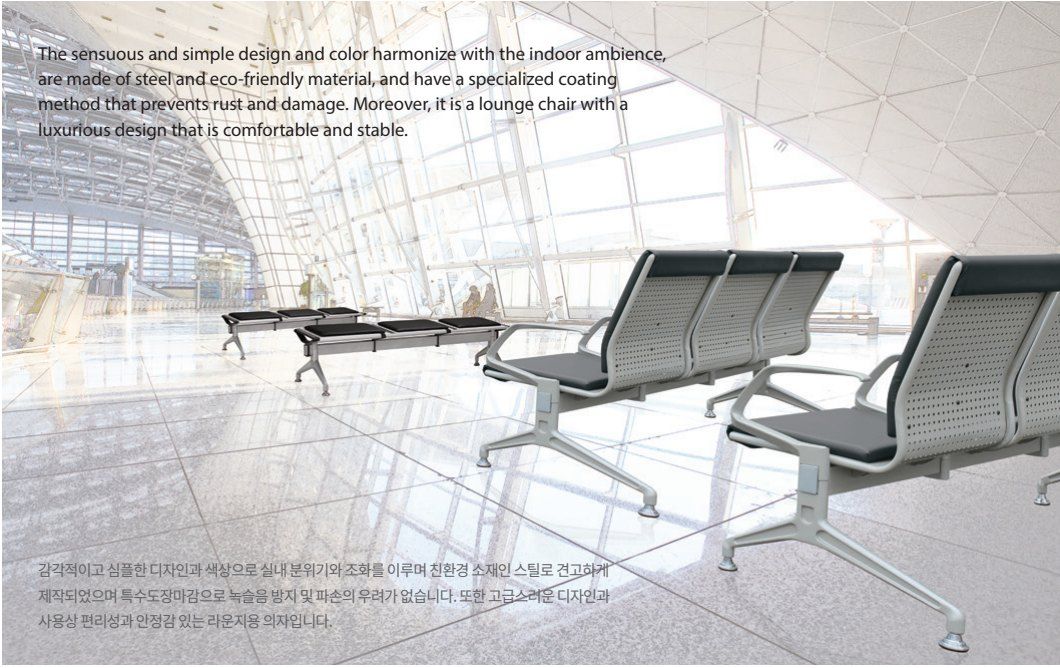 The sensuous and simple design and color harmonize with the indoor ambience,
are made of steel and eco-friendly material, and have a specialized coating
method that prevents rust and damage. Moreover, it is a lounge chair with a
luxurious design that is comfortable and stable.
감각적이고 심플한 디자인과 색상으로 실내 분위기와 조화를 이루며 친환경 소재인 스틸로 견고하게
제작되었으며 특수도장마감으로 녹슬음 방지 및 파손의 우려가 없습니다. 또한 고급스러운 디자인과
사용상 편리성과 안정감 있는 라운지용 의자입니다.